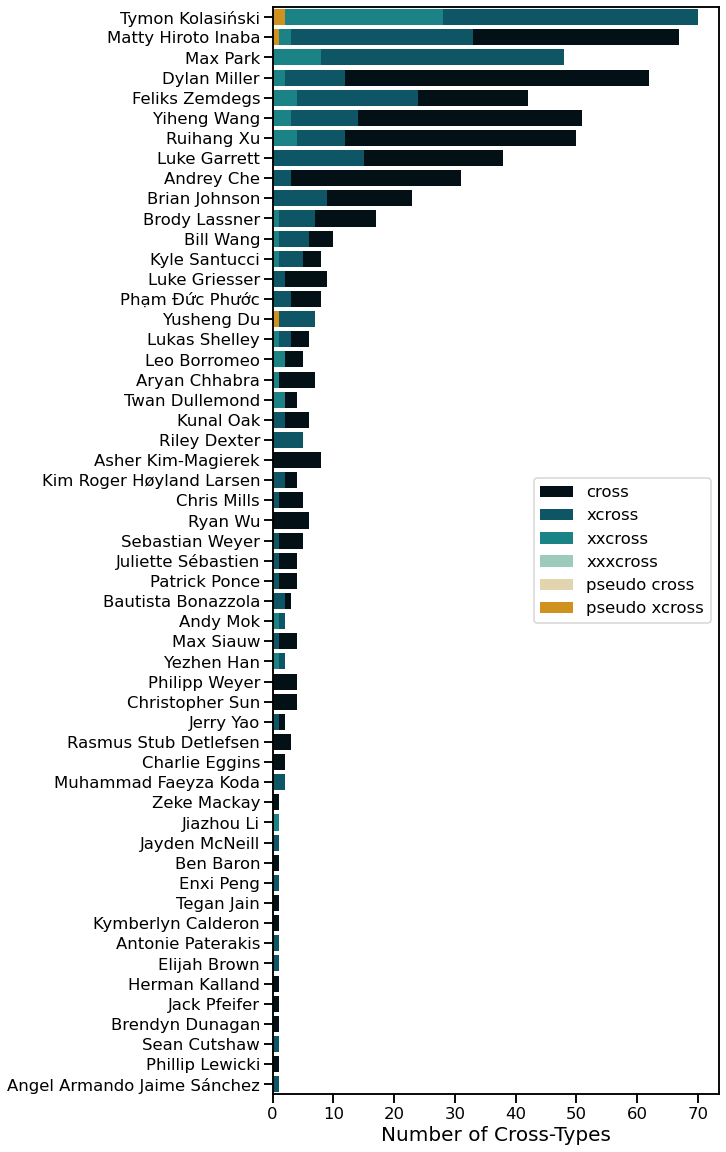 Tymon Kolasiński
Matty Hiroto Inaba
Max Park
Dylan Miller
Feliks Zemdegs
Yiheng Wang
Ruihang Xu
Luke Garrett
Andrey Che
Brian Johnson
Brody Lassner
Bill Wang
Kyle Santucci
Luke Griesser
Phạm Đức Phước
Yusheng Du
Lukas Shelley
Leo Borromeo
Aryan Chhabra
Twan Dullemond
Kunal Oak
Riley Dexter
Asher Kim-Magierek
Kim Roger Høyland Larsen
Chris Mills
Ryan Wu
Sebastian Weyer
Juliette Sébastien
Patrick Ponce
Bautista Bonazzola
Andy Mok
Max Siauw
Yezhen Han
Philipp Weyer
Christopher Sun
Jerry Yao
Rasmus Stub Detlefsen
Charlie Eggins
Muhammad Faeyza Koda
Zeke Mackay
Jiazhou Li
Jayden McNeill
Ben Baron
Enxi Peng
Tegan Jain
Kymberlyn Calderon
Antonie Paterakis
Elijah Brown
Herman Kalland
Jack Pfeifer
Brendyn Dunagan
Sean Cutshaw
Phillip Lewicki
Angel Armando Jaime Sánchez
cross
xcross
xxcross
xxxcross
pseudo cross
pseudo xcross
0 10 20 30 40 50 60 70
Number of Cross-Types